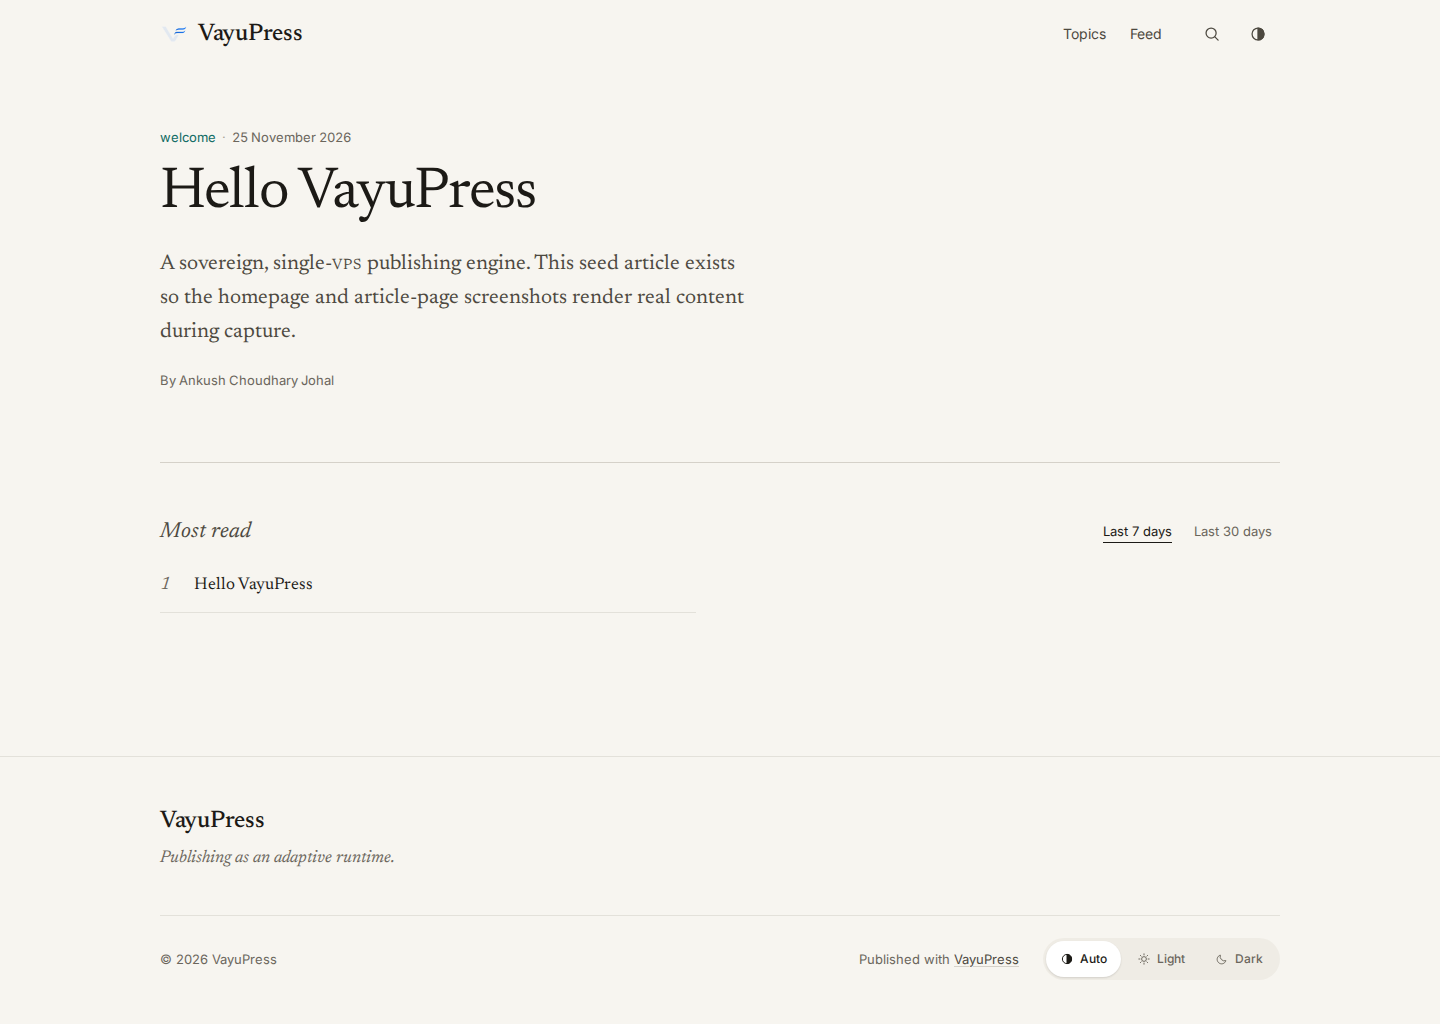 VayuPress
Topics Feed
welcome · 25 November 2026
Hello VayuPress
A sovereign, single-VPS publishing engine. This seed article exists
so the homepage and article-page screenshots render real content
during capture.
By Ankush Choudhary Johal
Most read
Last 7 days Last 30 days
1 Hello VayuPress
VayuPress
Publishing as an adaptive runtime.
© 2026 VayuPress
Published with VayuPress
Auto Light Dark